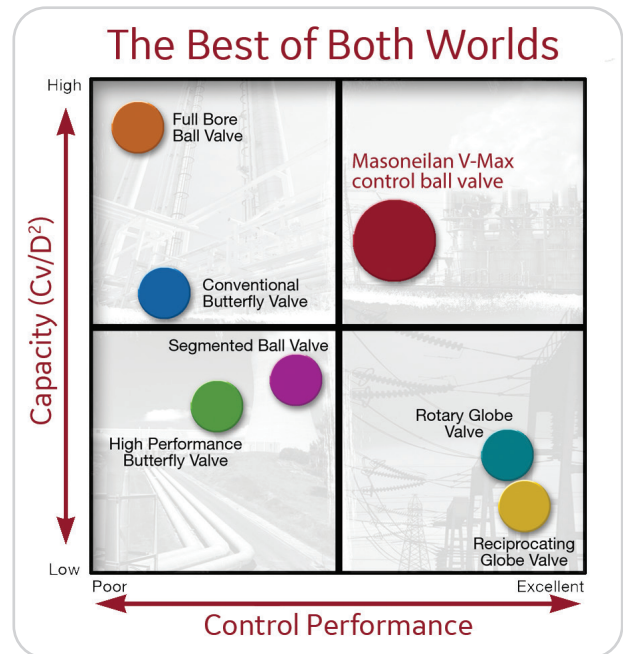 The Best of Both Worlds
High
Full Bore
Ball Valve
Masoneilan V-Max
control ball valve
Capacity (Cv/D²)
Conventional
Butterfly Valve
Segmented Ball Valve
High Performance
Butterfly Valve
Rotary Globe
Valve
Reciprocating
Globe Valve
Low
Poor
Excellent
Control Performance